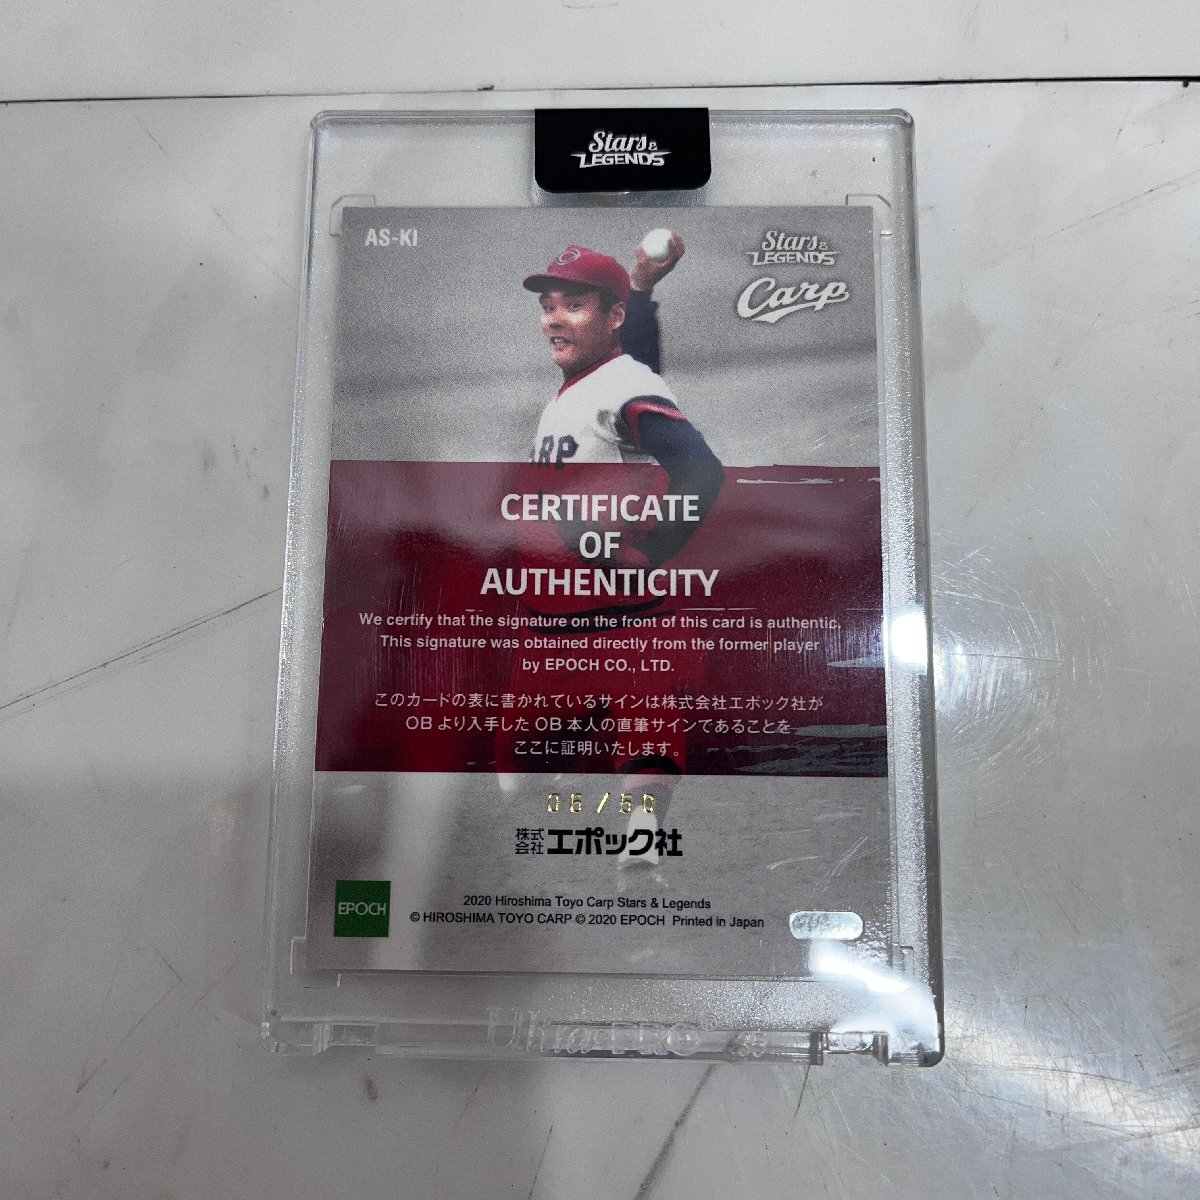 Stars &
LEGENDS
AS-KI
Stars &
LEGENDS
Carp
ARP
CERTIFICATE
OF
AUTHENTICITY
We certify that the signature on the front of this card is authentic.
This signature was obtained directly from the former player
by EPOCH CO., LTD.
このカードの表に書かれているサインは株式会社エポック社が
OBより入手したOB本人の直筆サインであることを
ここに証明いたします。
05/50
株式会社エポック社
EPOCH
2020 Hiroshima Toyo Carp Stars & Legends
© HIROSHIMA TOYO CARP © 2020 EPOCH Printed in Japan
Ultra PRO® 35